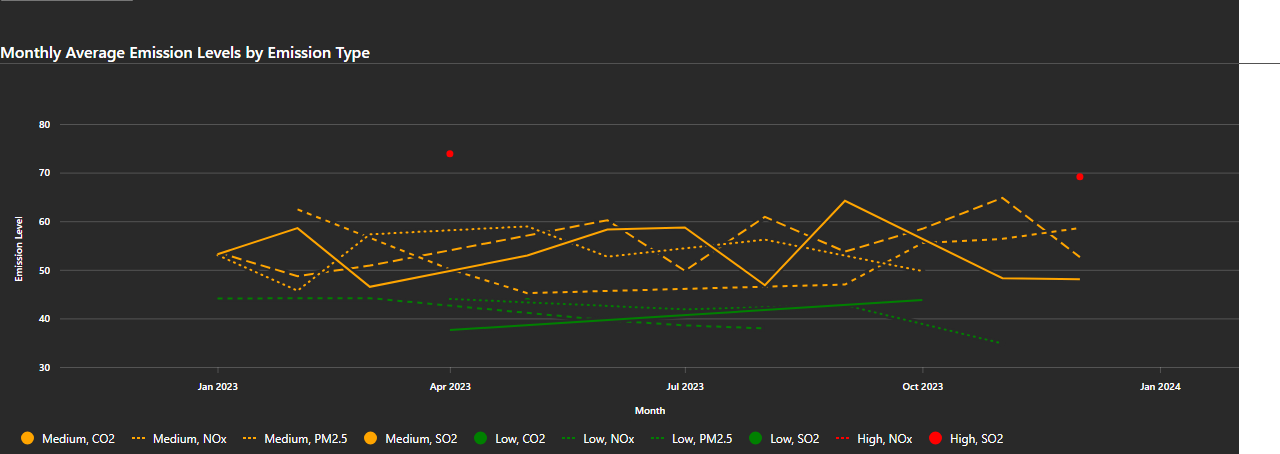 Monthly Average Emission Levels by Emission Type
80
70
60
50
40
30
Emission Level
Jan 2023 Apr 2023 Jul 2023 Oct 2023 Jan 2024
Month
Medium, CO2 Medium, NOx Medium, PM2.5 Medium, SO2 Low, CO2 Low, NOx Low, PM2.5 Low, SO2 High, NOx High, SO2